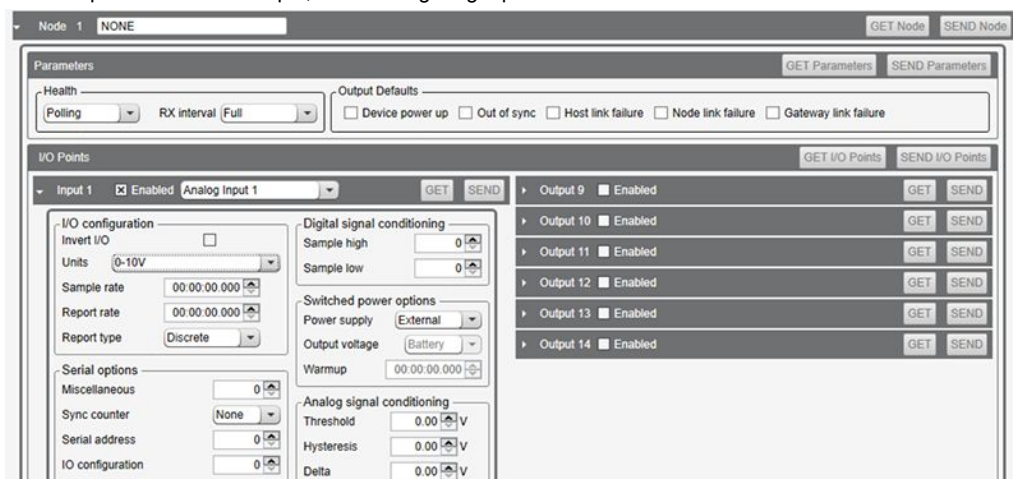 Node 1 NONE GET Node SEND Node
Parameters GET Parameters SEND Parameters
Health
Polling RX interval Full
Output Defaults
Device power up Out of sync Host link failure Node link failure Gateway link failure
I/O Points GET I/O Points SEND I/O Points
Input 1 Enabled Analog Input 1 GET SEND
I/O configuration
Invert I/O
Units 0-10V
Sample rate 00:00:00.000
Report rate 00:00:00.000
Report type Discrete
Serial options
Miscellaneous 0
Sync counter None
Serial address 0
IO configuration 0
Digital signal conditioning
Sample high 0
Sample low 0
Switched power options
Power supply External
Output voltage Battery
Warmup 00:00:00.000
Analog signal conditioning
Threshold 0.00 V
Hysteresis 0.00 V
Delta 0.00 V
Output 9 Enabled GET SEND
Output 10 Enabled GET SEND
Output 11 Enabled GET SEND
Output 12 Enabled GET SEND
Output 13 Enabled GET SEND
Output 14 Enabled GET SEND